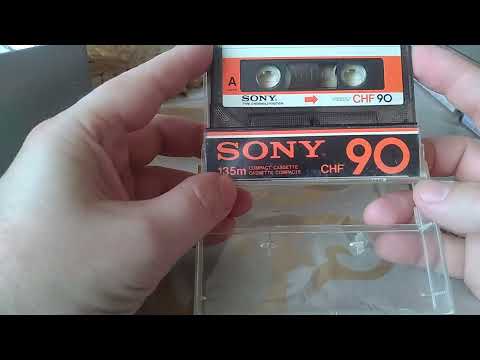 A
SONY
CHF 90
SONY
135m
COMPACT CASSETTE
CASSETTE COMPACTE
CHF 90